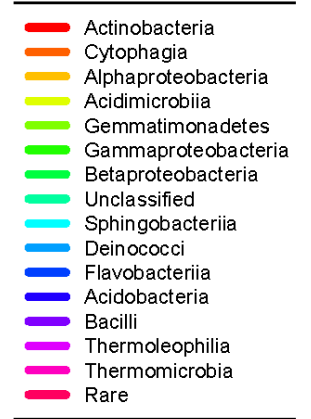 Actinobacteria
Cytophagia
Alphaproteobacteria
Acidimicrobiia
Gemmatimonadetes
Gammaproteobacteria
Betaproteobacteria
Unclassified
Sphingobacteriia
Deinococci
Flavobacteriia
Acidobacteria
Bacilli
Thermoleophilia
Thermomicrobia
Rare